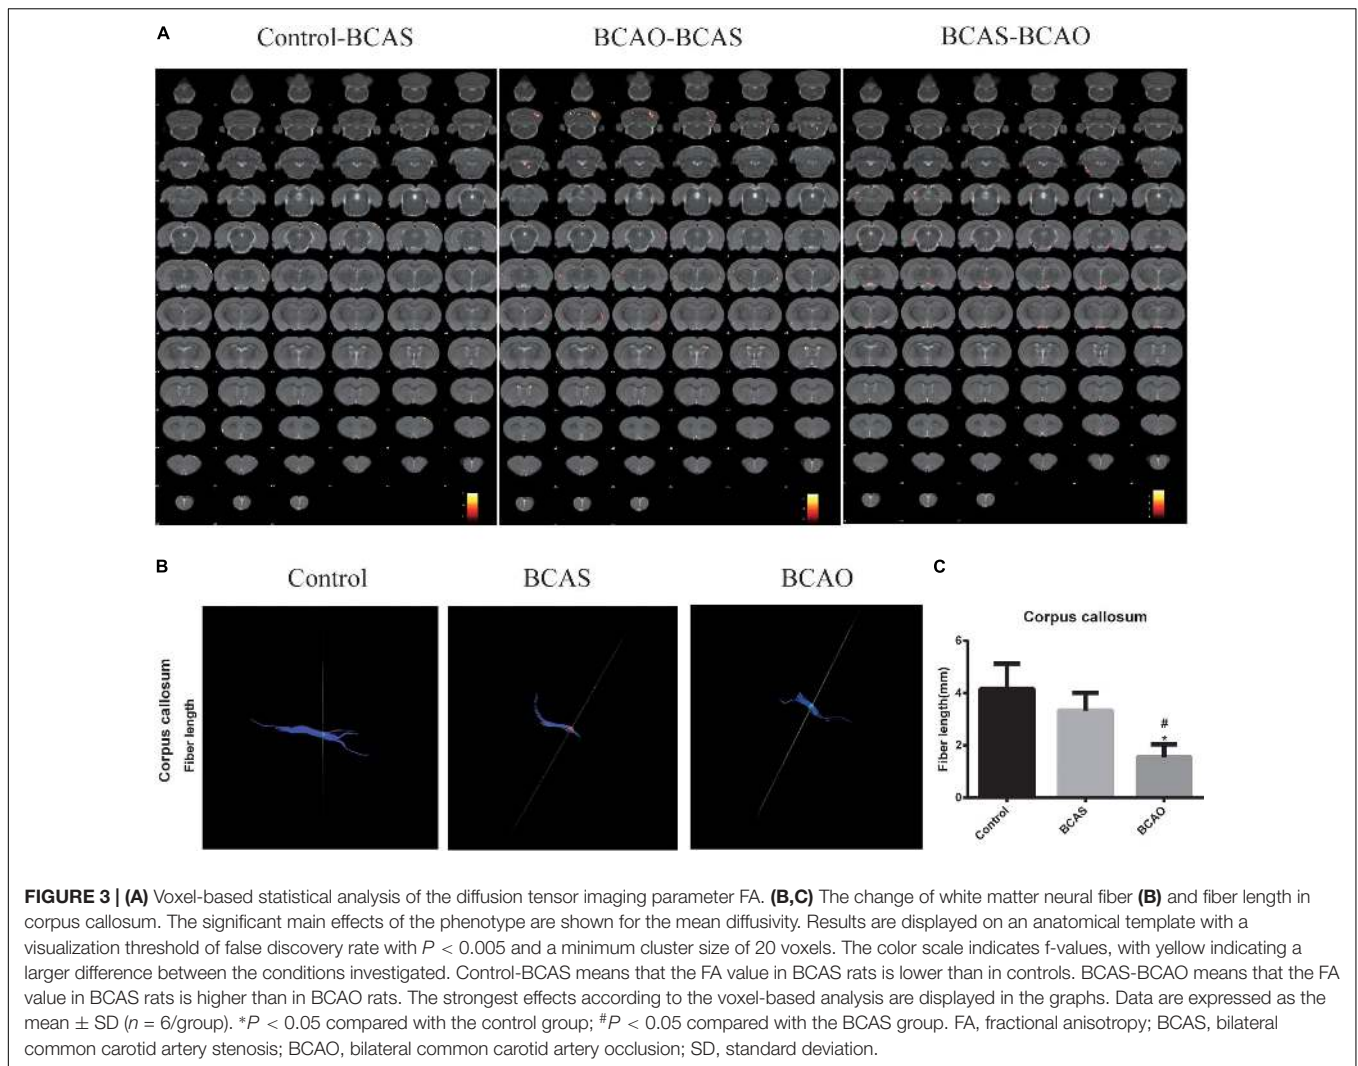 A
Control-BCAS
BCAO-BCAS
BCAS-BCAO
B
Control
BCAS
BCAO
C
Corpus callosum
Fiber length
Corpus callosum
Fiber length(mm)
6
4
2
0
#
*
Control
BCAS
BCAO
FIGURE 3 | (A) Voxel-based statistical analysis of the diffusion tensor imaging parameter FA. (B,C) The change of white matter neural fiber (B) and fiber length in
corpus callosum. The significant main effects of the phenotype are shown for the mean diffusivity. Results are displayed on an anatomical template with a
visualization threshold of false discovery rate with P < 0.005 and a minimum cluster size of 20 voxels. The color scale indicates f-values, with yellow indicating a
larger difference between the conditions investigated. Control-BCAS means that the FA value in BCAS rats is lower than in controls. BCAS-BCAO means that the FA
value in BCAS rats is higher than in BCAO rats. The strongest effects according to the voxel-based analysis are displayed in the graphs. Data are expressed as the
mean ± SD (n = 6/group). *P < 0.05 compared with the control group; #P < 0.05 compared with the BCAS group. FA, fractional anisotropy; BCAS, bilateral
common carotid artery stenosis; BCAO, bilateral common carotid artery occlusion; SD, standard deviation.